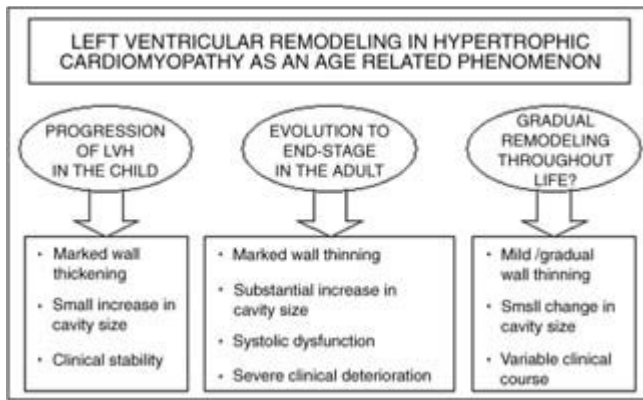 LEFT VENTRICULAR REMODELING IN HYPERTROPHIC
CARDIOMYOPATHY AS AN AGE RELATED PHENOMENON
PROGRESSION
OF LVH
IN THE CHILD
• Marked wall
thickening
• Small increase in
cavity size
• Clinical stability
EVOLUTION TO
END-STAGE
IN THE ADULT
• Marked wall thinning
• Substantial increase in
cavity size
• Systolic dysfunction
• Severe clinical deterioration
GRADUAL
REMODELING
THROUGHOUT
LIFE?
• Mild /gradual
wall thinning
• Smsll change in
cavity size
• Variable clinical
course